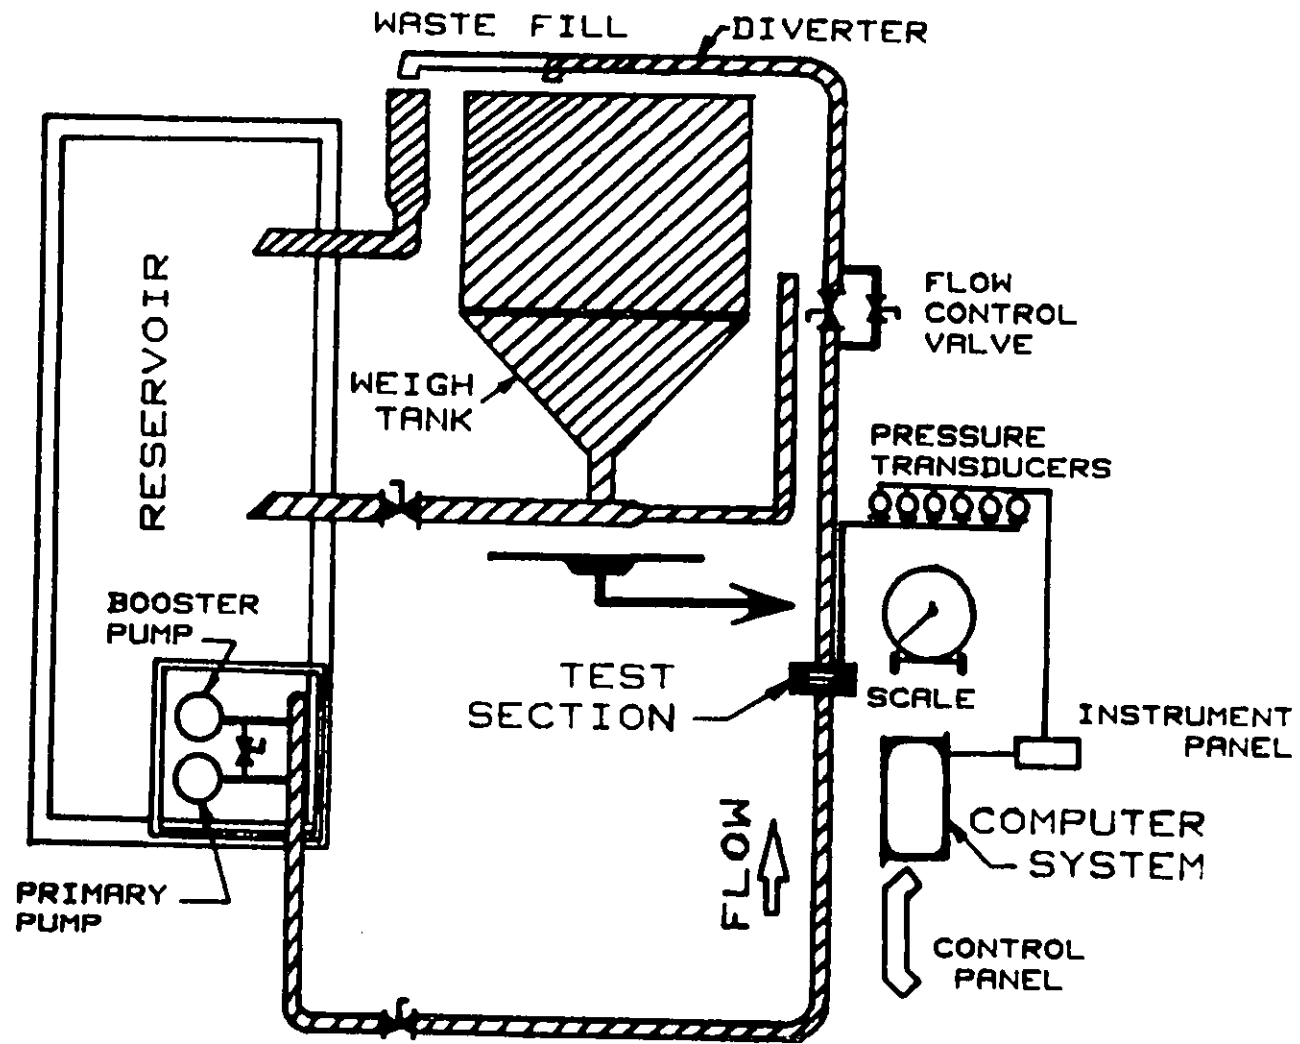 WASTE FILL
DIVERTER
RESERVOIR
FLOW
CONTROL
VALVE
WEIGH
TANK
PRESSURE
TRANSDUCERS
BOOSTER
PUMP
TEST
SECTION
SCALE
INSTRUMENT
PANEL
FLOW
COMPUTER
SYSTEM
PRIMARY
PUMP
CONTROL
PANEL